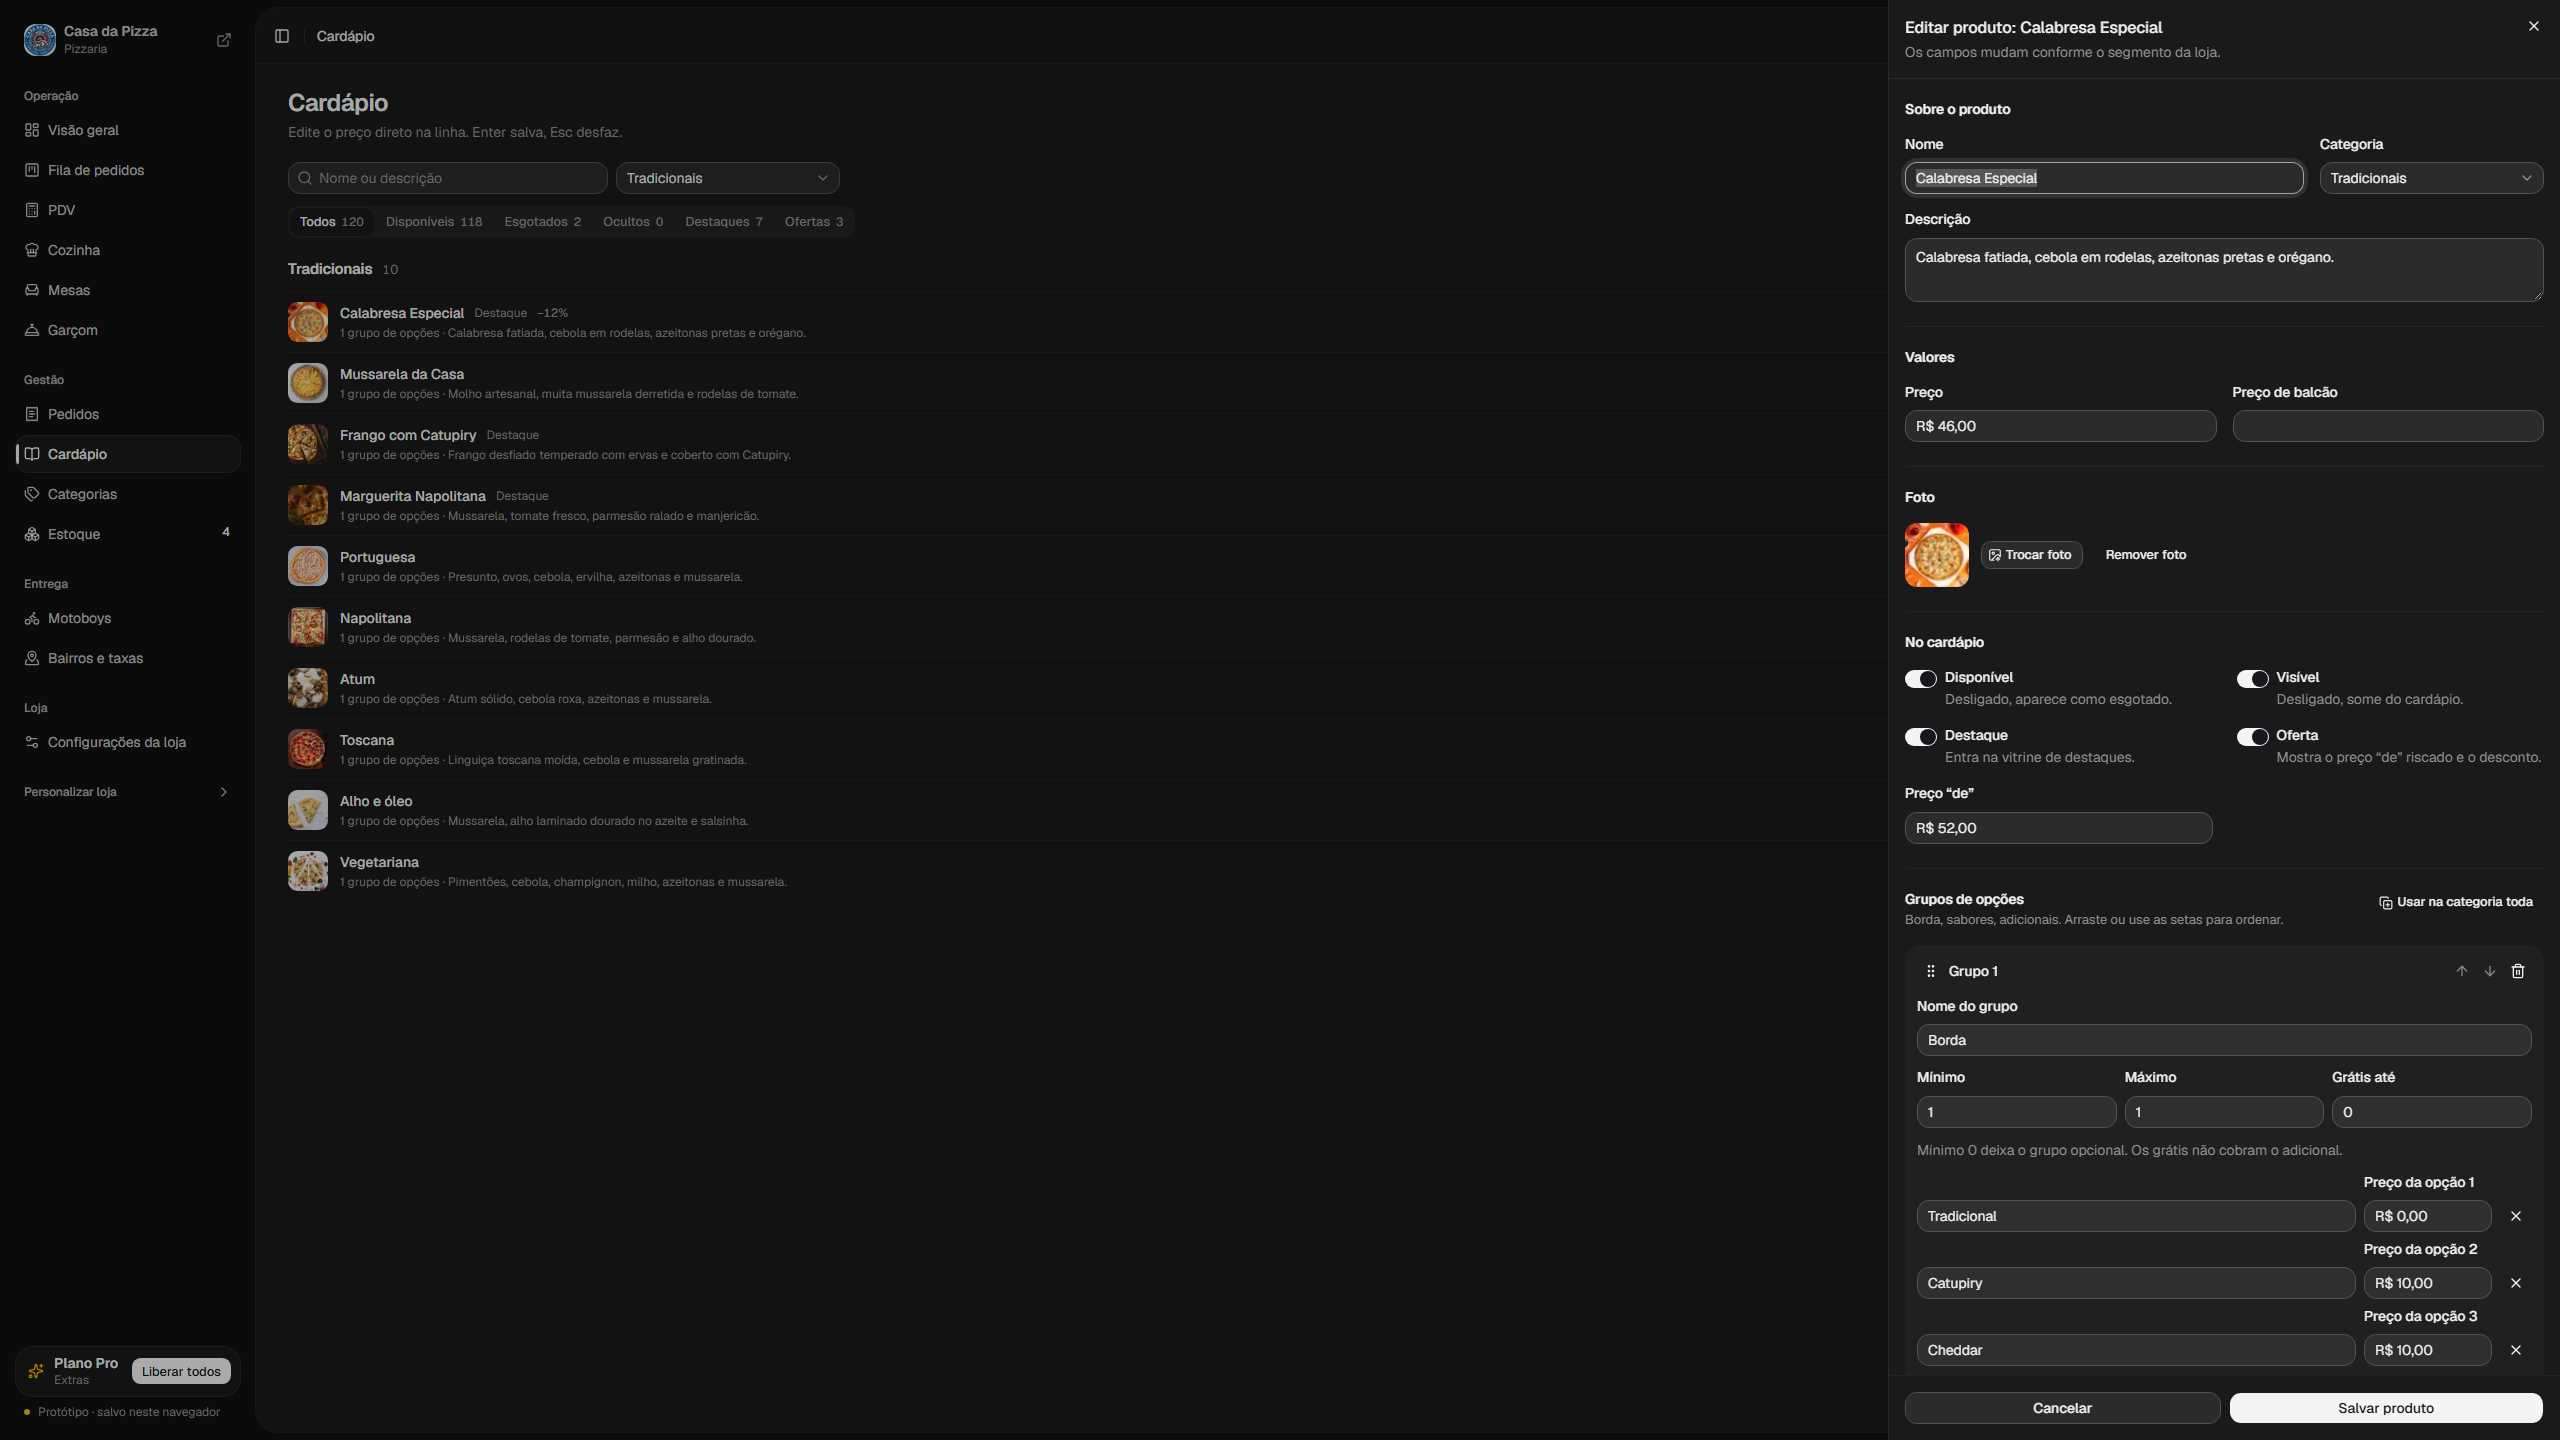 Casa da Pizza
Pizzaria
Operação
Visão geral
Fila de pedidos
PDV
Cozinha
Mesas
Garçom
Gestão
Pedidos
Cardápio
Categorias
Estoque 4
Entrega
Motoboys
Bairros e taxas
Loja
Configurações da loja
Personalizar loja
Plano Pro
Extras
Liberar todos
Protótipo · salvo neste navegador
Cardápio
Cardápio
Edite o preço direto na linha. Enter salva, Esc desfaz.
Nome ou descrição
Tradicionais
Todos 120 Disponíveis 118 Esgotados 2 Ocultos 0 Destaques 7 Ofertas 3
Tradicionais 10
Calabresa Especial Destaque −12%
1 grupo de opções · Calabresa fatiada, cebola em rodelas, azeitonas pretas e orégano.
Mussarela da Casa
1 grupo de opções · Molho artesanal, muita mussarela derretida e rodelas de tomate.
Frango com Catupiry Destaque
1 grupo de opções · Frango desfiado temperado com ervas e coberto com Catupiry.
Marguerita Napolitana Destaque
1 grupo de opções · Mussarela, tomate fresco, parmesão ralado e manjericão.
Portuguesa
1 grupo de opções · Presunto, ovos, cebola, ervilha, azeitonas e mussarela.
Napolitana
1 grupo de opções · Mussarela, rodelas de tomate, parmesão e alho dourado.
Atum
1 grupo de opções · Atum sólido, cebola roxa, azeitonas e mussarela.
Toscana
1 grupo de opções · Linguiça toscana moída, cebola e mussarela gratinada.
Alho e óleo
1 grupo de opções · Mussarela, alho laminado dourado no azeite e salsinha.
Vegetariana
1 grupo de opções · Pimentões, cebola, champignon, milho, azeitonas e mussarela.
Editar produto: Calabresa Especial
Os campos mudam conforme o segmento da loja.
Sobre o produto
Nome Categoria
Calabresa Especial Tradicionais
Descrição
Calabresa fatiada, cebola em rodelas, azeitonas pretas e orégano.
Valores
Preço Preço de balcão
R$ 46,00
Foto
Trocar foto Remover foto
No cardápio
Disponível Visível
Desligado, aparece como esgotado. Desligado, some do cardápio.
Destaque Oferta
Entra na vitrine de destaques. Mostra o preço “de” riscado e o desconto.
Preço “de”
R$ 52,00
Grupos de opções
Usar na categoria toda
Borda, sabores, adicionais. Arraste ou use as setas para ordenar.
Grupo 1
Nome do grupo
Borda
Mínimo Máximo Grátis até
1 1 0
Mínimo 0 deixa o grupo opcional. Os grátis não cobram o adicional.
Preço da opção 1
Tradicional R$ 0,00
Preço da opção 2
Catupiry R$ 10,00
Preço da opção 3
Cheddar R$ 10,00
Cancelar Salvar produto